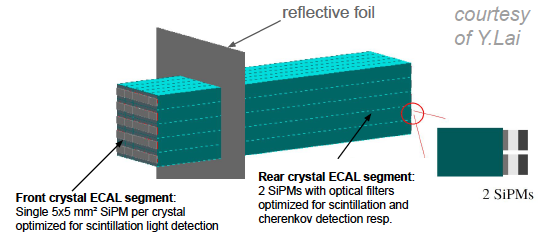 reflective foil
courtesy
of Y.Lai
Rear crystal ECAL segment:
2 SiPMs with optical filters
optimized for scintillation and
cherenkov detection resp.
2 SiPMs
Front crystal ECAL segment:
Single 5x5 mm² SiPM per crystal
optimized for scintillation light detection